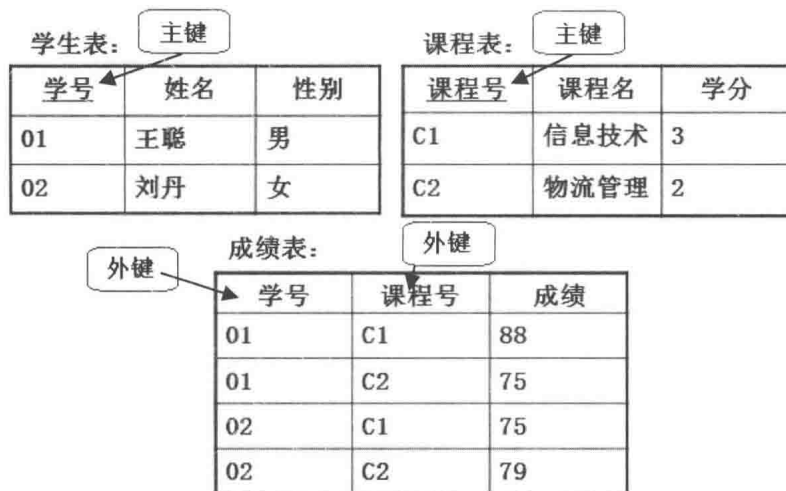 学生表： 主键 课程表： 主键
学号 姓名 性别 课程号 课程名 学分
01 王聪 男 C1 信息技术 3
02 刘丹 女 C2 物流管理 2
外键 成绩表： 外键
学号 课程号 成绩
01 C1 88
01 C2 75
02 C1 75
02 C2 79